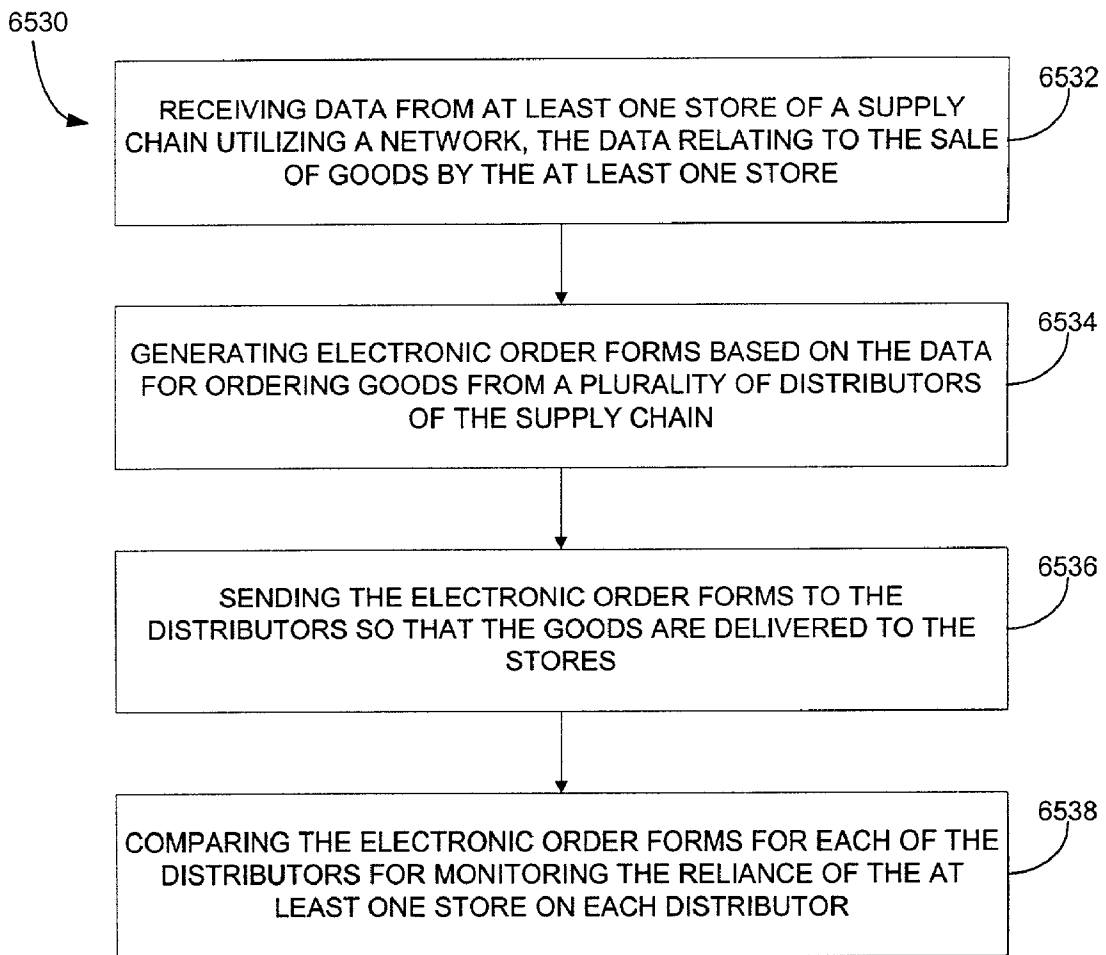 6530
6532
RECEIVING DATA FROM AT LEAST ONE STORE OF A SUPPLY
CHAIN UTILIZING A NETWORK, THE DATA RELATING TO THE SALE
OF GOODS BY THE AT LEAST ONE STORE
6534
GENERATING ELECTRONIC ORDER FORMS BASED ON THE DATA
FOR ORDERING GOODS FROM A PLURALITY OF DISTRIBUTORS
OF THE SUPPLY CHAIN
6536
SENDING THE ELECTRONIC ORDER FORMS TO THE
DISTRIBUTORS SO THAT THE GOODS ARE DELIVERED TO THE
STORES
6538
COMPARING THE ELECTRONIC ORDER FORMS FOR EACH OF THE
DISTRIBUTORS FOR MONITORING THE RELIANCE OF THE AT
LEAST ONE STORE ON EACH DISTRIBUTOR